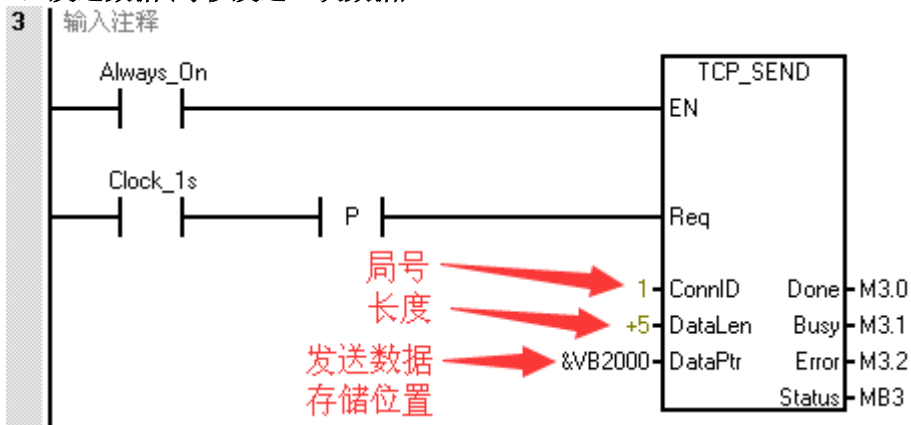 3 输入注释
Always_On
TCP_SEND
EN
Clock_1s
P
Req
局号
1 ConnID Done M3.0
长度
+5 DataLen Busy M3.1
发送数据
&VB2000 DataPtr Error M3.2
存储位置
Status MB3